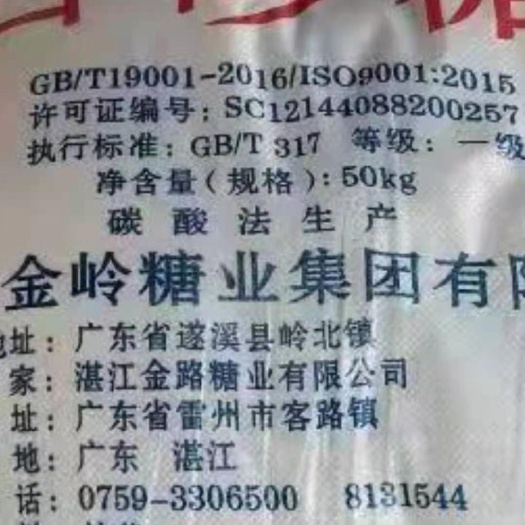 GB/T19001-2016/ISO9001:2015
许可证编号:SC12144088200257
执行标准:GB/T 317 等级:一级
净含量(规格):50kg
碳酸法生产
金岭糖业集团有限
地址:广东省遂溪县岭北镇
家:湛江金路糖业有限公司
址:广东省雷州市客路镇
地:广东 湛江
话:0759-3306500 8131544